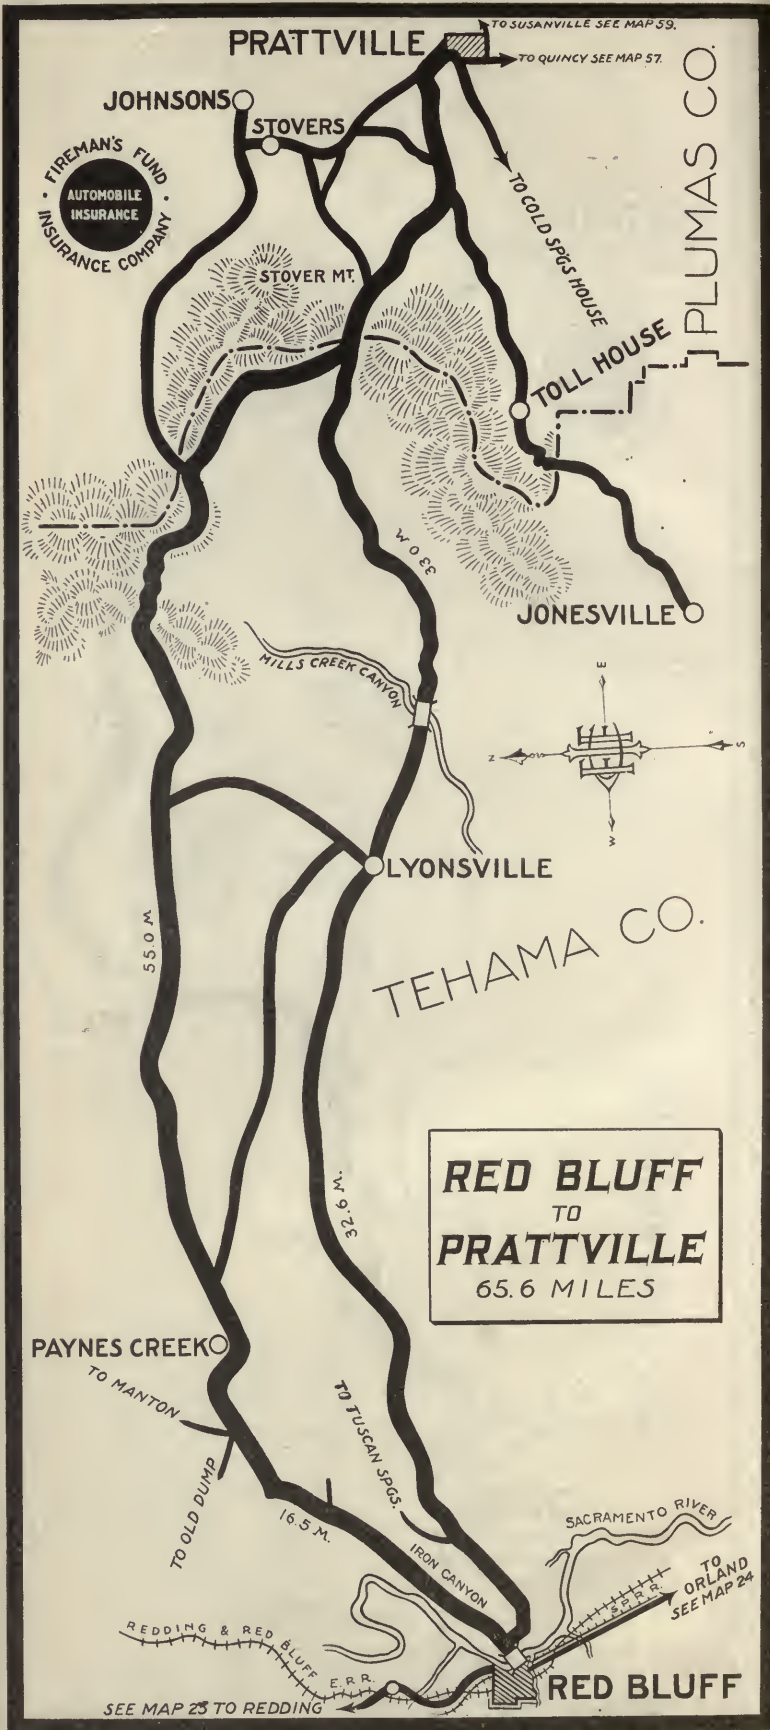 TO SUSANVILLE SEE MAP 59.
PRATTVILLE
TO QUINCY SEE MAP 57.
PLUMAS CO.
JOHNSONS
STOVERS
FIREMAN'S FUND
INSURANCE COMPANY
AUTOMOBILE
INSURANCE
TO COLD SPGS HOUSE
STOVER MT.
TOLL HOUSE
33.0 M
JONESVILLE
MILLS CREEK CANYON
E
N
S
W
LYONSVILLE
55.0 M
TEHAMA CO.
RED BLUFF
TO
PRATTVILLE
65.6 MILES
32.6 M.
PAYNES CREEK
TO MANTON
TO OLD DUMP
TO TUSCAN SPGS.
16.5 M.
IRON CANYON
SACRAMENTO RIVER
TO
ORLAND
SEE MAP 24
S.P.R.R.
REDDING & RED BLUFF
E.R.R.
RED BLUFF
SEE MAP 23 TO REDDING